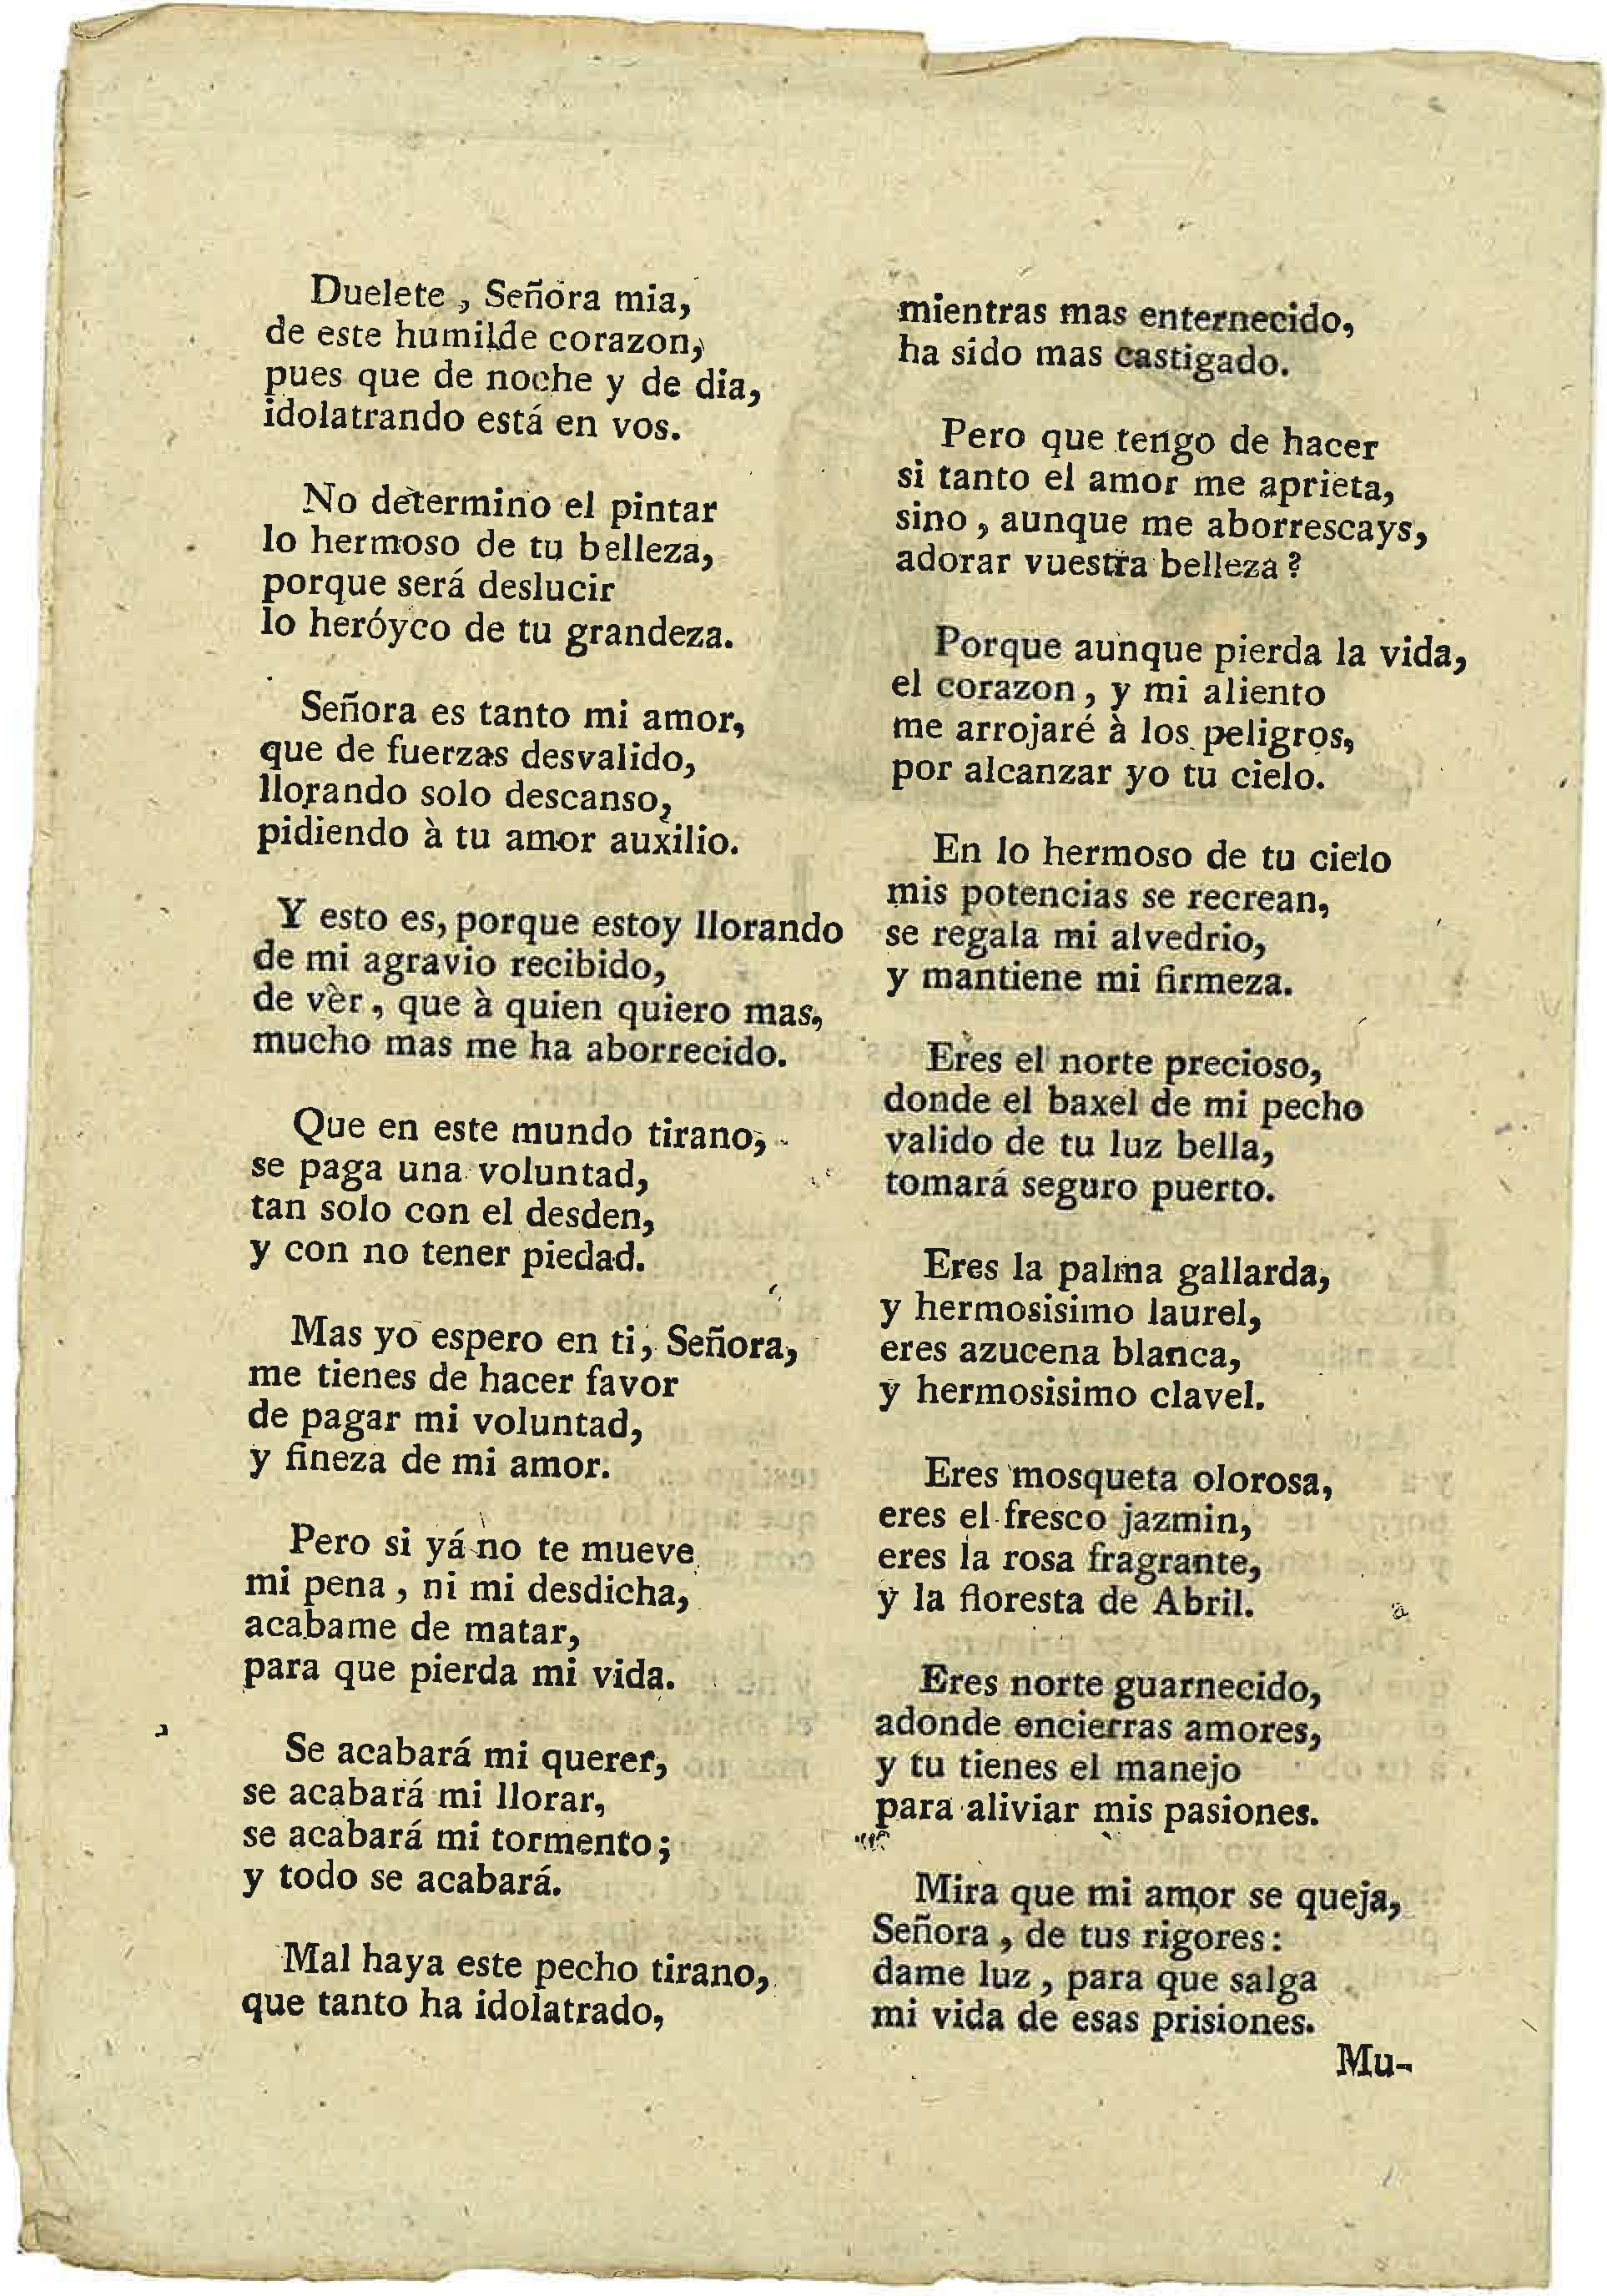 Duelete , Señora mia,
de este humilde corazon,
pues que de noche y de dia,
idolatrando está en vos.
No determino el pintar
lo hermoso de tu belleza,
porque será deslucir
lo heróyco de tu grandeza.
Señora es tanto mi amor,
que de fuerzas desvalido,
llorando solo descanso,
pidiendo à tu amor auxilio.
Y esto es, porque estoy llorando
de mi agravio recibido,
de vèr , que à quien quiero mas,
mucho mas me ha aborrecido.
Que en este mundo tirano,
se paga una voluntad,
tan solo con el desden,
y con no tener piedad.
Mas yo espero en ti, Señora,
me tienes de hacer favor
de pagar mi voluntad,
y fineza de mi amor.
Pero si yá no te mueve
mi pena , ni mi desdicha,
acabame de matar,
para que pierda mi vida.
Se acabará mi querer,
se acabará mi llorar,
se acabará mi tormento;
y todo se acabará.
Mal haya este pecho tirano,
que tanto ha idolatrado,
mientras mas enternecido,
ha sido mas castigado.
Pero que tengo de hacer
si tanto el amor me aprieta,
sino , aunque me aborrescays,
adorar vuestra belleza ?
Porque aunque pierda la vida,
el corazon , y mi aliento
me arrojaré à los peligros,
por alcanzar yo tu cielo.
En lo hermoso de tu cielo
mis potencias se recrean,
se regala mi alvedrio,
y mantiene mi firmeza.
Eres el norte precioso,
donde el baxel de mi pecho
valido de tu luz bella,
tomará seguro puerto.
Eres la palma gallarda,
y hermosisimo laurel,
eres azucena blanca,
y hermosisimo clavel.
Eres mosqueta olorosa,
eres el fresco jazmin,
eres la rosa fragrante,
y la floresta de Abril.
Eres norte guarnecido,
adonde encierras amores,
y tu tienes el manejo
para aliviar mis pasiones.
Mira que mi amor se queja,
Señora , de tus rigores:
dame luz , para que salga
mi vida de esas prisiones.
Mu-